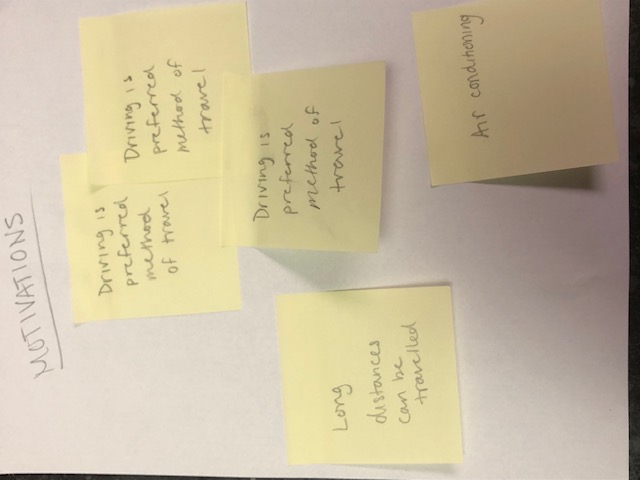 MOTIVATIONS
Driving is
preferred
method
of travel
Driving is
preferred
method of
travel
Driving is
preferred
method of
travel
Long
distances
can be
travelled
Air conditioning